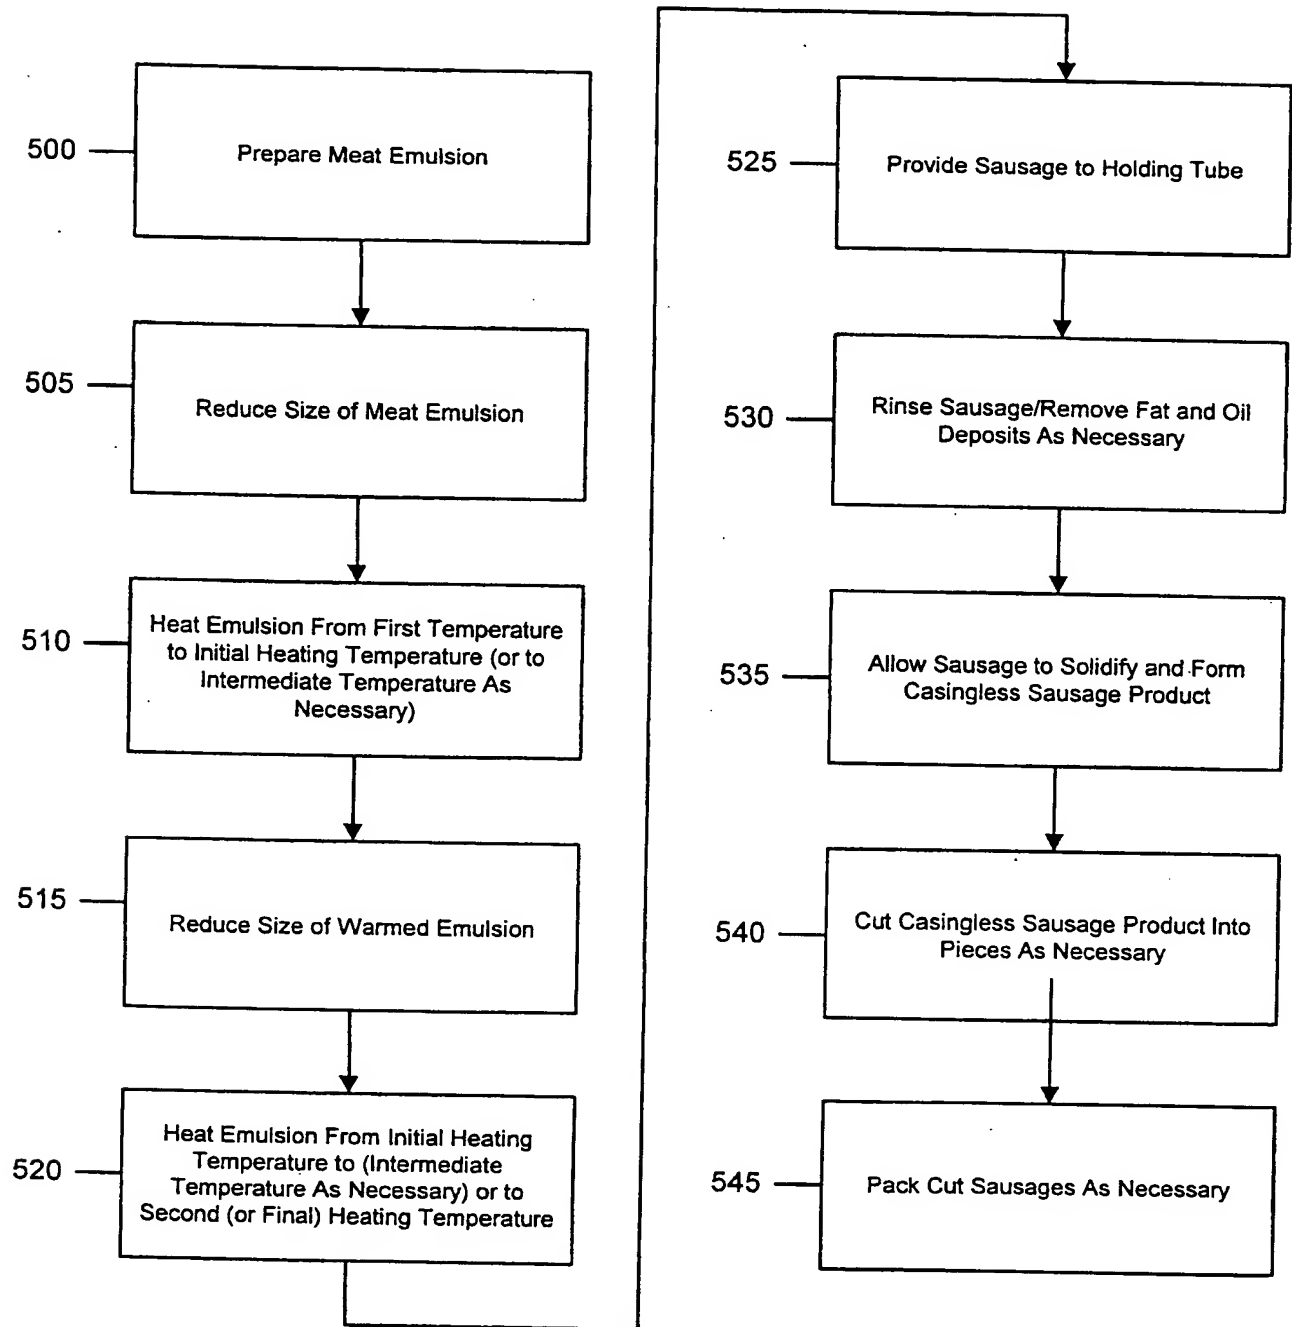 500
Prepare Meat Emulsion
505
Reduce Size of Meat Emulsion
510
Heat Emulsion From First Temperature
to Initial Heating Temperature (or to
Intermediate Temperature As
Necessary)
515
Reduce Size of Warmed Emulsion
520
Heat Emulsion From Initial Heating
Temperature to (Intermediate
Temperature As Necessary) or to
Second (or Final) Heating Temperature
525
Provide Sausage to Holding Tube
530
Rinse Sausage/Remove Fat and Oil
Deposits As Necessary
535
Allow Sausage to Solidify and Form
Casingless Sausage Product
540
Cut Casingless Sausage Product Into
Pieces As Necessary
545
Pack Cut Sausages As Necessary